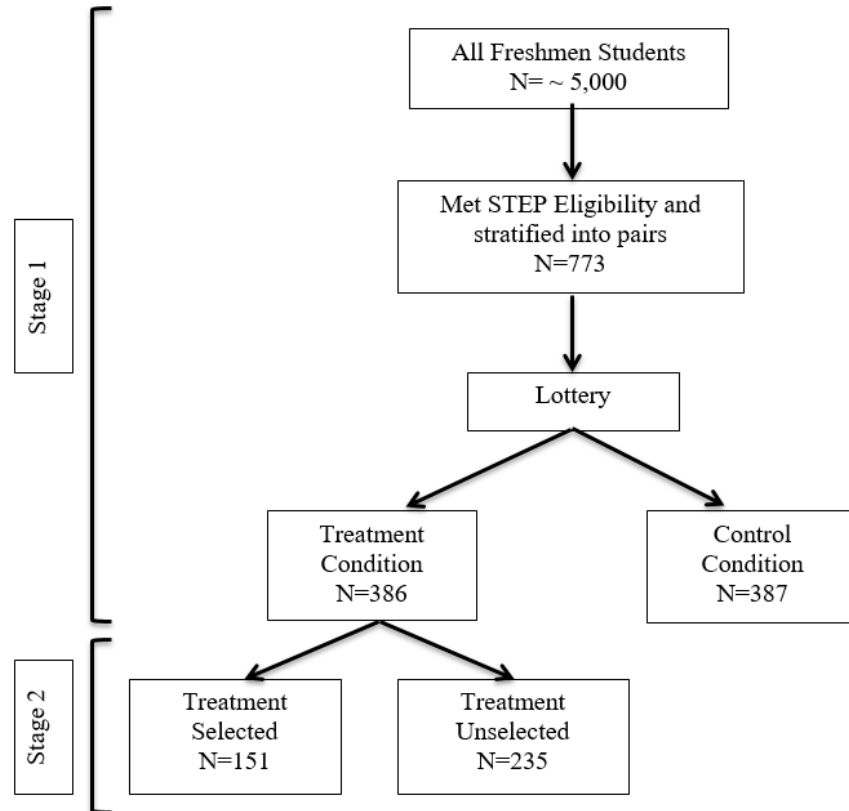 All Freshmen Students
N= ~ 5,000
Met STEP Eligibility and
stratified into pairs
N=773
Stage 1
Lottery
Treatment
Condition
N=386
Control
Condition
N=387
Stage 2
Treatment
Selected
N=151
Treatment
Unselected
N=235